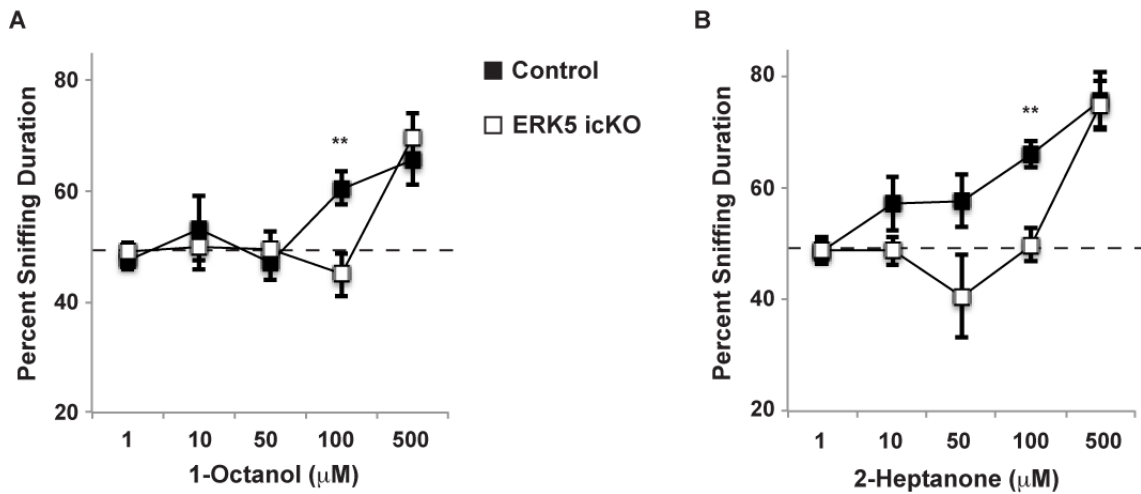 A
Percent Sniffing Duration
80
60
40
20
**
1 10 50 100 500
1-Octanol (μM)
Control
ERK5 icKO
B
Percent Sniffing Duration
80
60
40
20
**
1 10 50 100 500
2-Heptanone (μM)